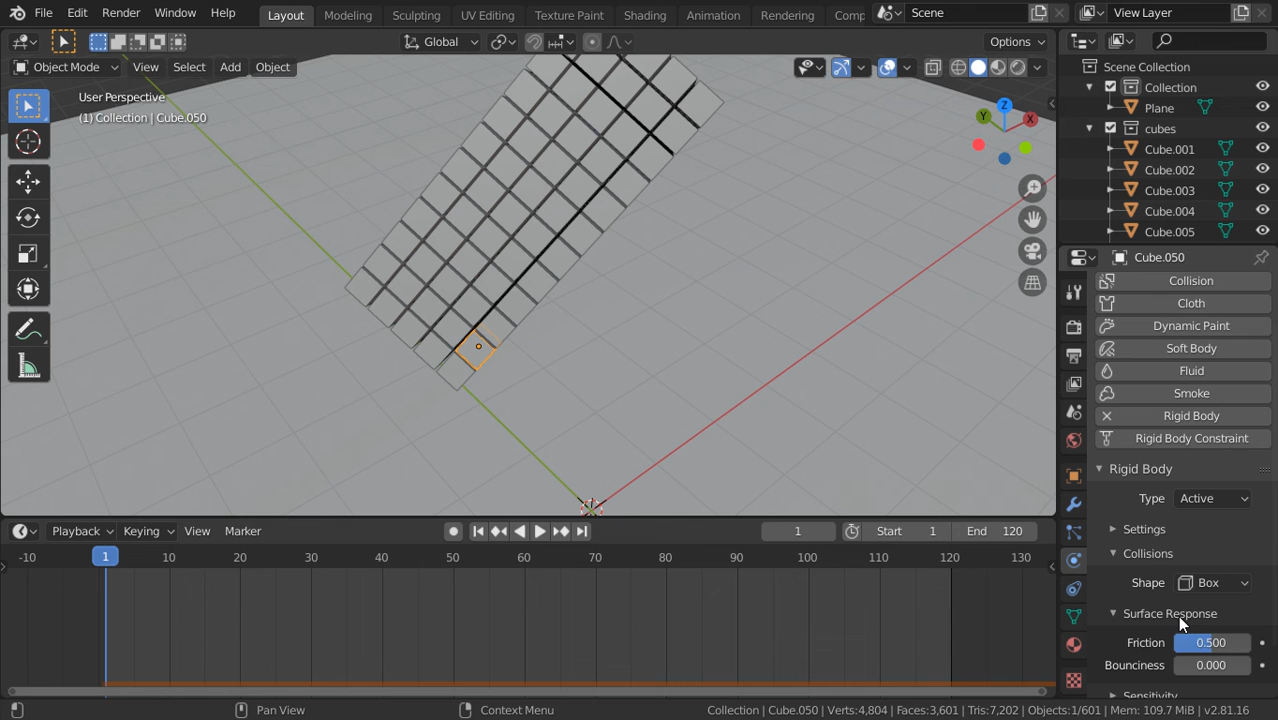 File Edit Render Window Help Layout Modeling Sculpting UV Editing Texture Paint Shading Animation Rendering Scene View Layer
Global Options
Object Mode View Select Add Object
User Perspective
(1) Collection | Cube.050
Z
Y
X
Scene Collection
Collection
Plane
cubes
Cube.001
Cube.002
Cube.003
Cube.004
Cube.005
Cube.050
Collision
Cloth
Dynamic Paint
Soft Body
Fluid
Smoke
Rigid Body
Rigid Body Constraint
Rigid Body
Type Active
Settings
Collisions
Shape Box
Surface Response
Friction 0.500
Bounciness 0.000
Sensitivity
Playback Keying View Marker 1 Start 1 End 120
-10 1 10 20 30 40 50 60 70 80 90 100 110 120 130
Pan View Context Menu Collection | Cube.050 | Verts:4,804 | Faces:3,601 | Tris:7,202 | Objects:1/601 | Mem: 109.7 MiB | v2.81.16